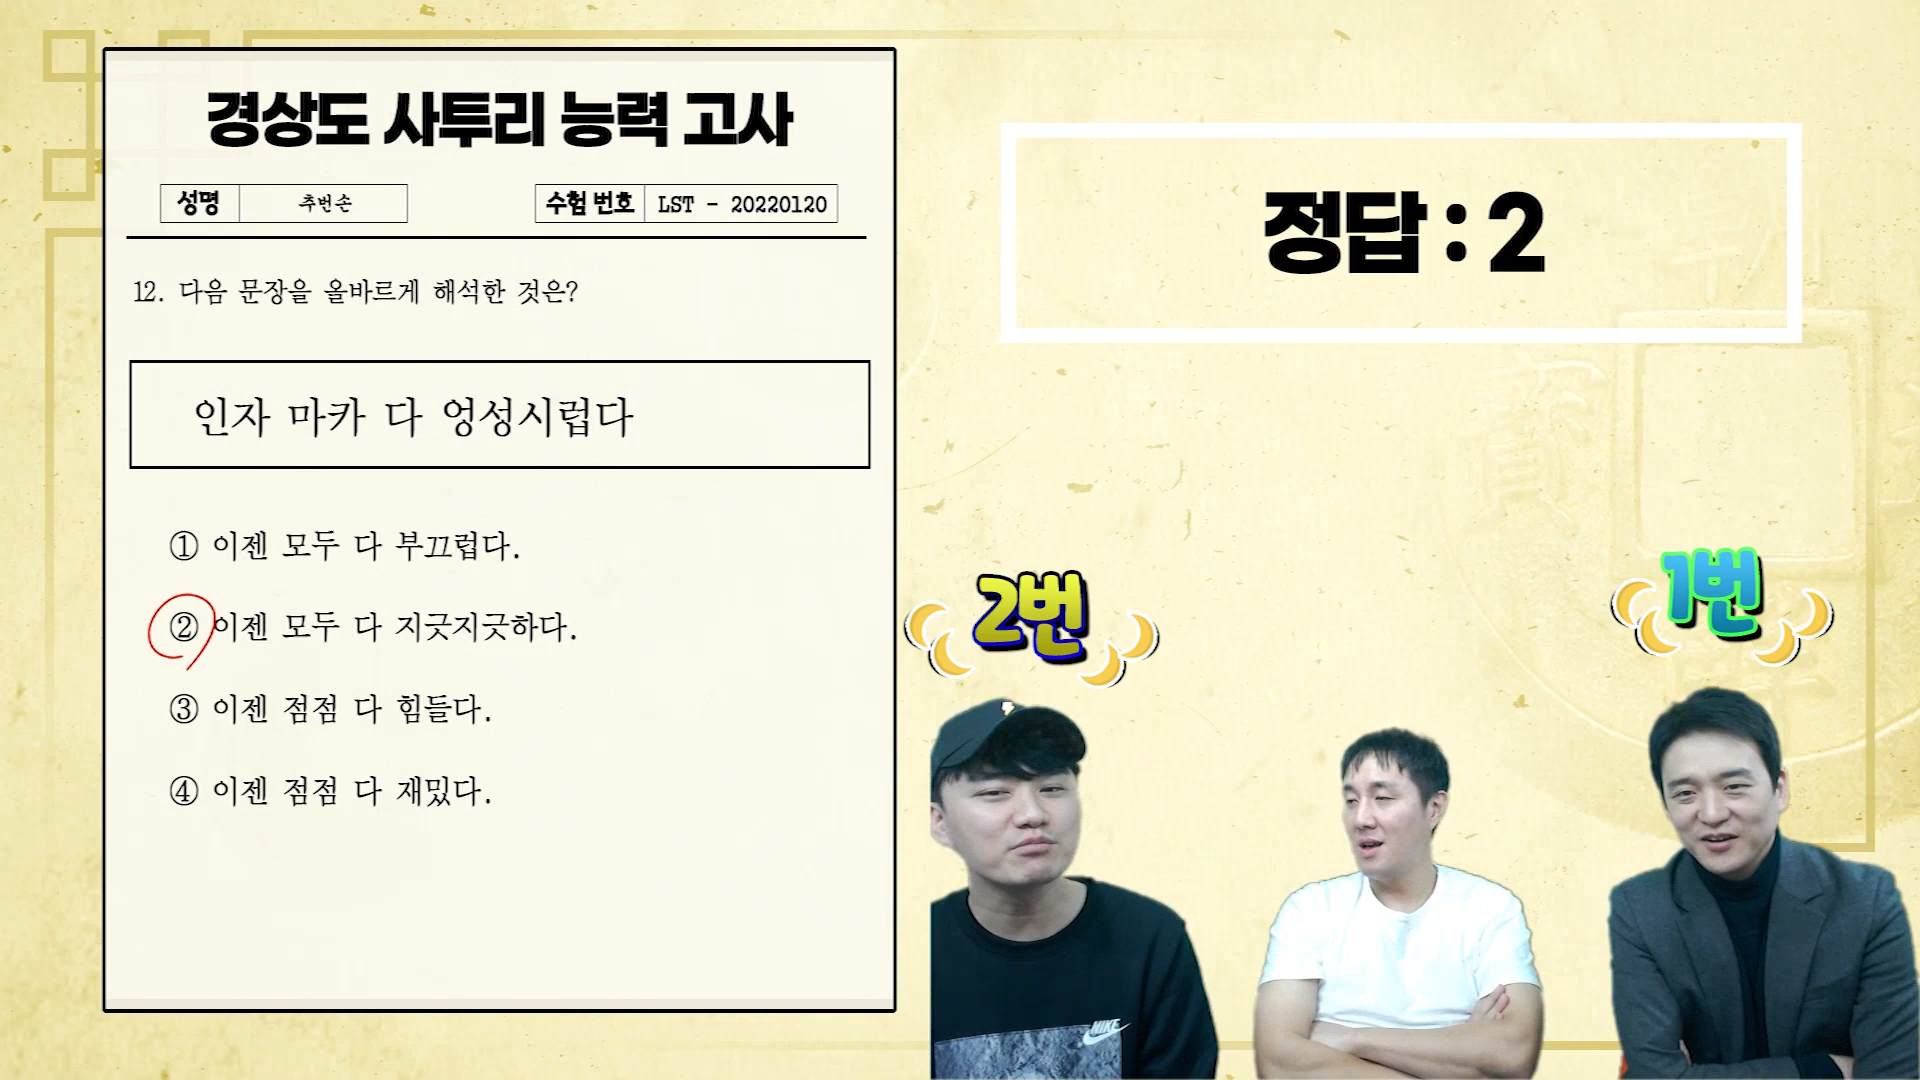 경상도 사투리 능력 고사
성명 추번손 수험 번호 LST - 20220120
12. 다음 문장을 올바르게 해석한 것은?
인자 마카 다 엉성시럽다
① 이젠 모두 다 부끄럽다.
② 이젠 모두 다 지긋지긋하다.
③ 이젠 점점 다 힘들다.
④ 이젠 점점 다 재밌다.
정답 : 2
2번
1번
NIKE